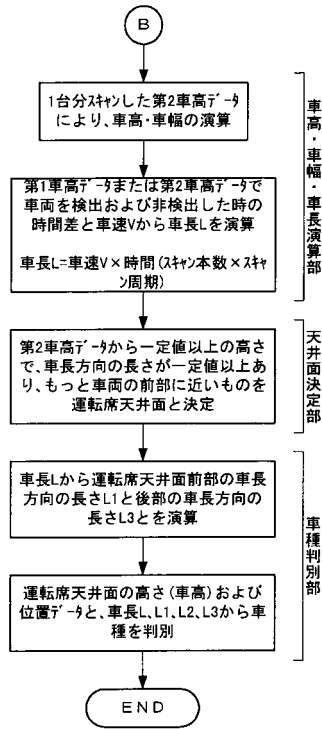 B
1台分スキャンした第2車高データ
により、車高・車幅の演算
第1車高データまたは第2車高データで
車両を検出および非検出した時の
時間差と車速Vから車長Lを演算
車長L=車速V×時間(スキャン本数×スキャ
ン周期)
車高・車幅・車長演算部
第2車高データから一定値以上の高さ
で、車長方向の長さが一定値以上あ
り、もっと車両の前部に近いものを
運転席天井面と決定
天井面決定部
車長Lから運転席天井面前部の車長
方向の長さL1と後部の車長方向の
長さL3とを演算
運転席天井面の高さ(車高)および
位置データと、車長L、L1、L2、L3から車
種を判別
車種判別部
END